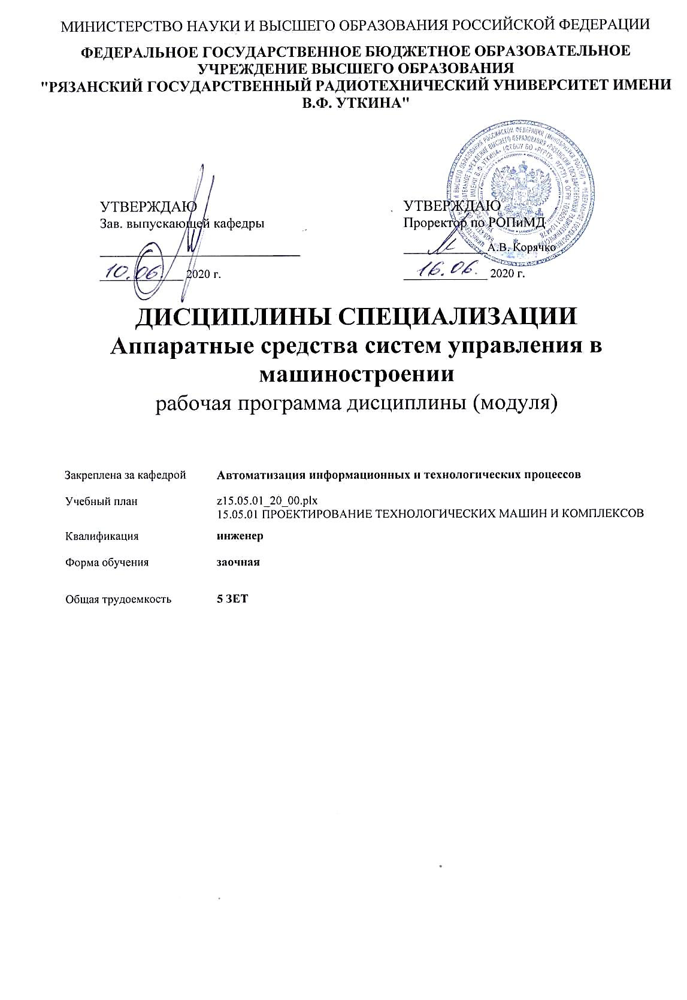 МИНИСТЕРСТВО НАУКИ И ВЫСШЕГО ОБРАЗОВАНИЯ РОССИЙСКОЙ ФЕДЕРАЦИИ
ФЕДЕРАЛЬНОЕ ГОСУДАРСТВЕННОЕ БЮДЖЕТНОЕ ОБРАЗОВАТЕЛЬНОЕ
УЧРЕЖДЕНИЕ ВЫСШЕГО ОБРАЗОВАНИЯ
"РЯЗАНСКИЙ ГОСУДАРСТВЕННЫЙ РАДИОТЕХНИЧЕСКИЙ УНИВЕРСИТЕТ ИМЕНИ
В.Ф. УТКИНА"
УТВЕРЖДАЮ
Зав. выпускающей кафедры
10.06. 2020 г.
УТВЕРЖДАЮ
Проректор по РОПиМД
А.В. Корячко
16.06. 2020 г.
ДИСЦИПЛИНЫ СПЕЦИАЛИЗАЦИИ
Аппаратные средства систем управления в
машиностроении
рабочая программа дисциплины (модуля)
Закреплена за кафедрой Автоматизация информационных и технологических процессов
Учебный план z15.05.01_20_00.plx
15.05.01 ПРОЕКТИРОВАНИЕ ТЕХНОЛОГИЧЕСКИХ МАШИН И КОМПЛЕКСОВ
Квалификация инженер
Форма обучения заочная
Общая трудоемкость 5 ЗЕТ